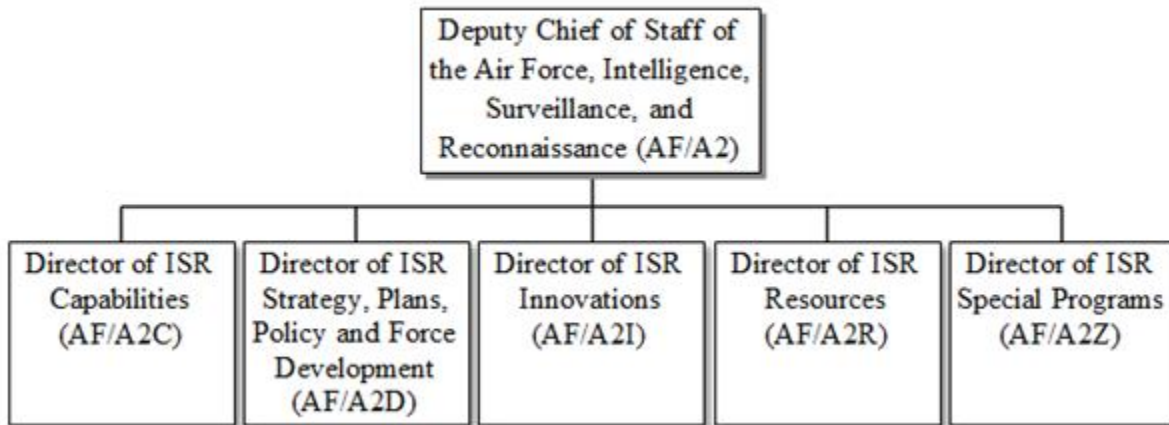 Deputy Chief of Staff of
the Air Force, Intelligence,
Surveillance, and
Reconnaissance (AF/A2)
Director of ISR
Capabilities
(AF/A2C)
Director of ISR
Strategy, Plans,
Policy and Force
Development
(AF/A2D)
Director of ISR
Innovations
(AF/A2I)
Director of ISR
Resources
(AF/A2R)
Director of ISR
Special Programs
(AF/A2Z)